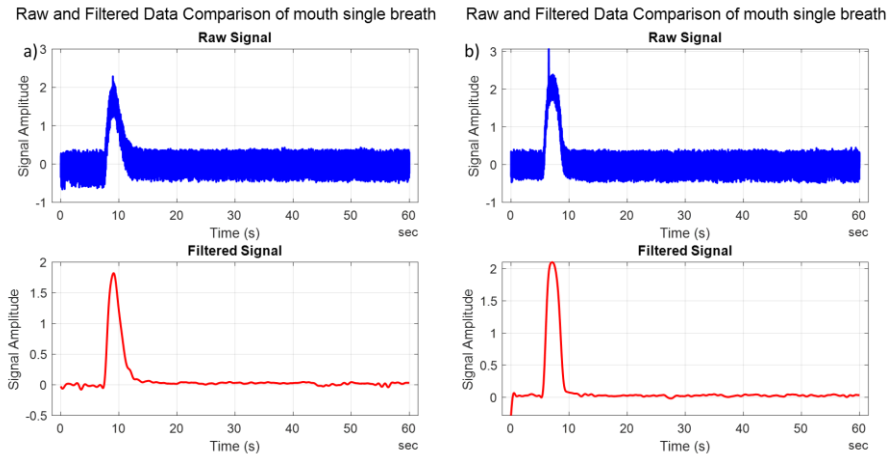 Raw and Filtered Data Comparison of mouth single breath
a)
Raw Signal
Signal Amplitude
3
2
1
0
-1
0 10 20 30 40 50 60
Time (s)
sec
Filtered Signal
Signal Amplitude
2
1.5
1
0.5
0
-0.5
0 10 20 30 40 50 60
Time (s)
sec
Raw and Filtered Data Comparison of mouth single breath
b)
Raw Signal
Signal Amplitude
3
2
1
0
-1
0 10 20 30 40 50 60
Time (s)
sec
Filtered Signal
Signal Amplitude
2
1.5
1
0.5
0
0 10 20 30 40 50 60
Time (s)
sec